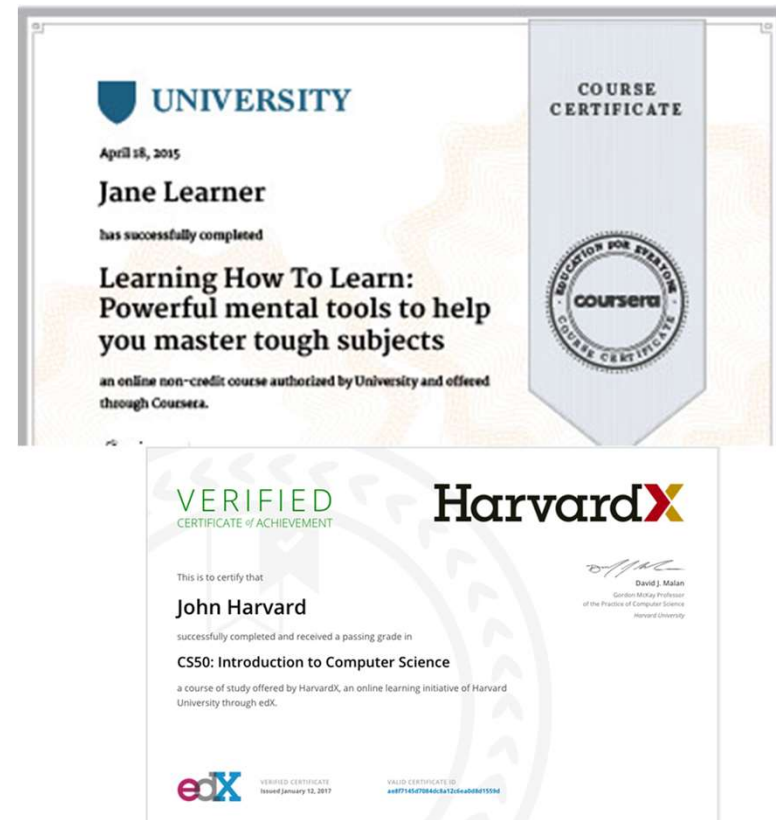 UNIVERSITY
COURSE
CERTIFICATE
April 18, 2015
Jane Learner
has successfully completed
Learning How To Learn:
Powerful mental tools to help
you master tough subjects
an online non-credit course authorized by University and offered
through Coursera.
EDUCATION FOR EVERYONE
coursera
COURSE CERTIFICATE
VERIFIED
CERTIFICATE of ACHIEVEMENT
HarvardX
This is to certify that
John Harvard
successfully completed and received a passing grade in
CS50: Introduction to Computer Science
a course of study offered by HarvardX, an online learning initiative of Harvard
University through edX.
David J. Malan
Gordon McKay Professor
of the Practice of Computer Science
Harvard University
edX
VERIFIED CERTIFICATE
Issued January 12, 2017
VALID CERTIFICATE ID